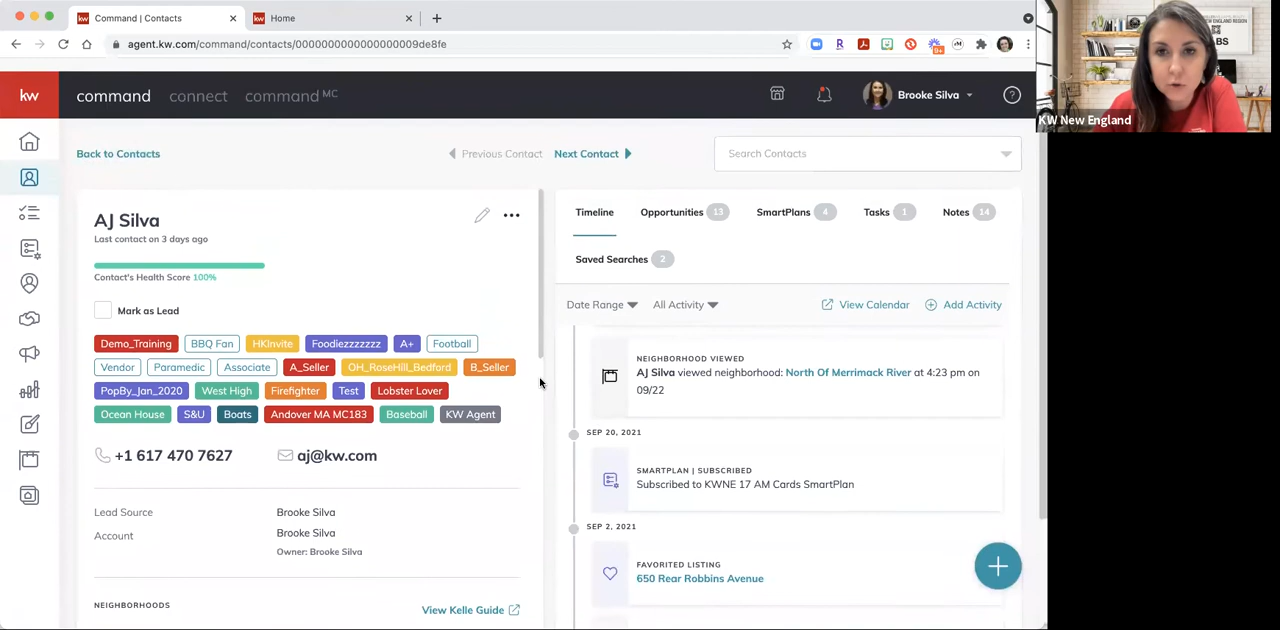 kw Command | Contacts
kw Home
agent.kw.com/command/contacts/0000000000000000009de8fe
R
9+
kw
command connect command MC
Brooke Silva
Back to Contacts
Previous Contact Next Contact
Search Contacts
AJ Silva
Last contact on 3 days ago
Contact's Health Score 100%
Mark as Lead
Demo_Training BBQ Fan HKInvite Foodiezzzzzzz A+ Football
Vendor Paramedic Associate A_Seller OH_RoseHill_Bedford B_Seller
PopBy_Jan_2020 West High Firefighter Test Lobster Lover
Ocean House S&U Boats Andover MA MC183 Baseball KW Agent
+1 617 470 7627 aj@kw.com
Lead Source Brooke Silva
Account Brooke Silva
Owner: Brooke Silva
NEIGHBORHOODS View Kelle Guide
Timeline Opportunities 13 SmartPlans 4 Tasks 1 Notes 14
Saved Searches 2
Date Range All Activity View Calendar Add Activity
NEIGHBORHOOD VIEWED
AJ Silva viewed neighborhood: North Of Merrimack River at 4:23 pm on
09/22
SEP 20, 2021
SMARTPLAN | SUBSCRIBED
Subscribed to KWNE 17 AM Cards SmartPlan
SEP 2, 2021
FAVORITED LISTING
650 Rear Robbins Avenue
KW New England